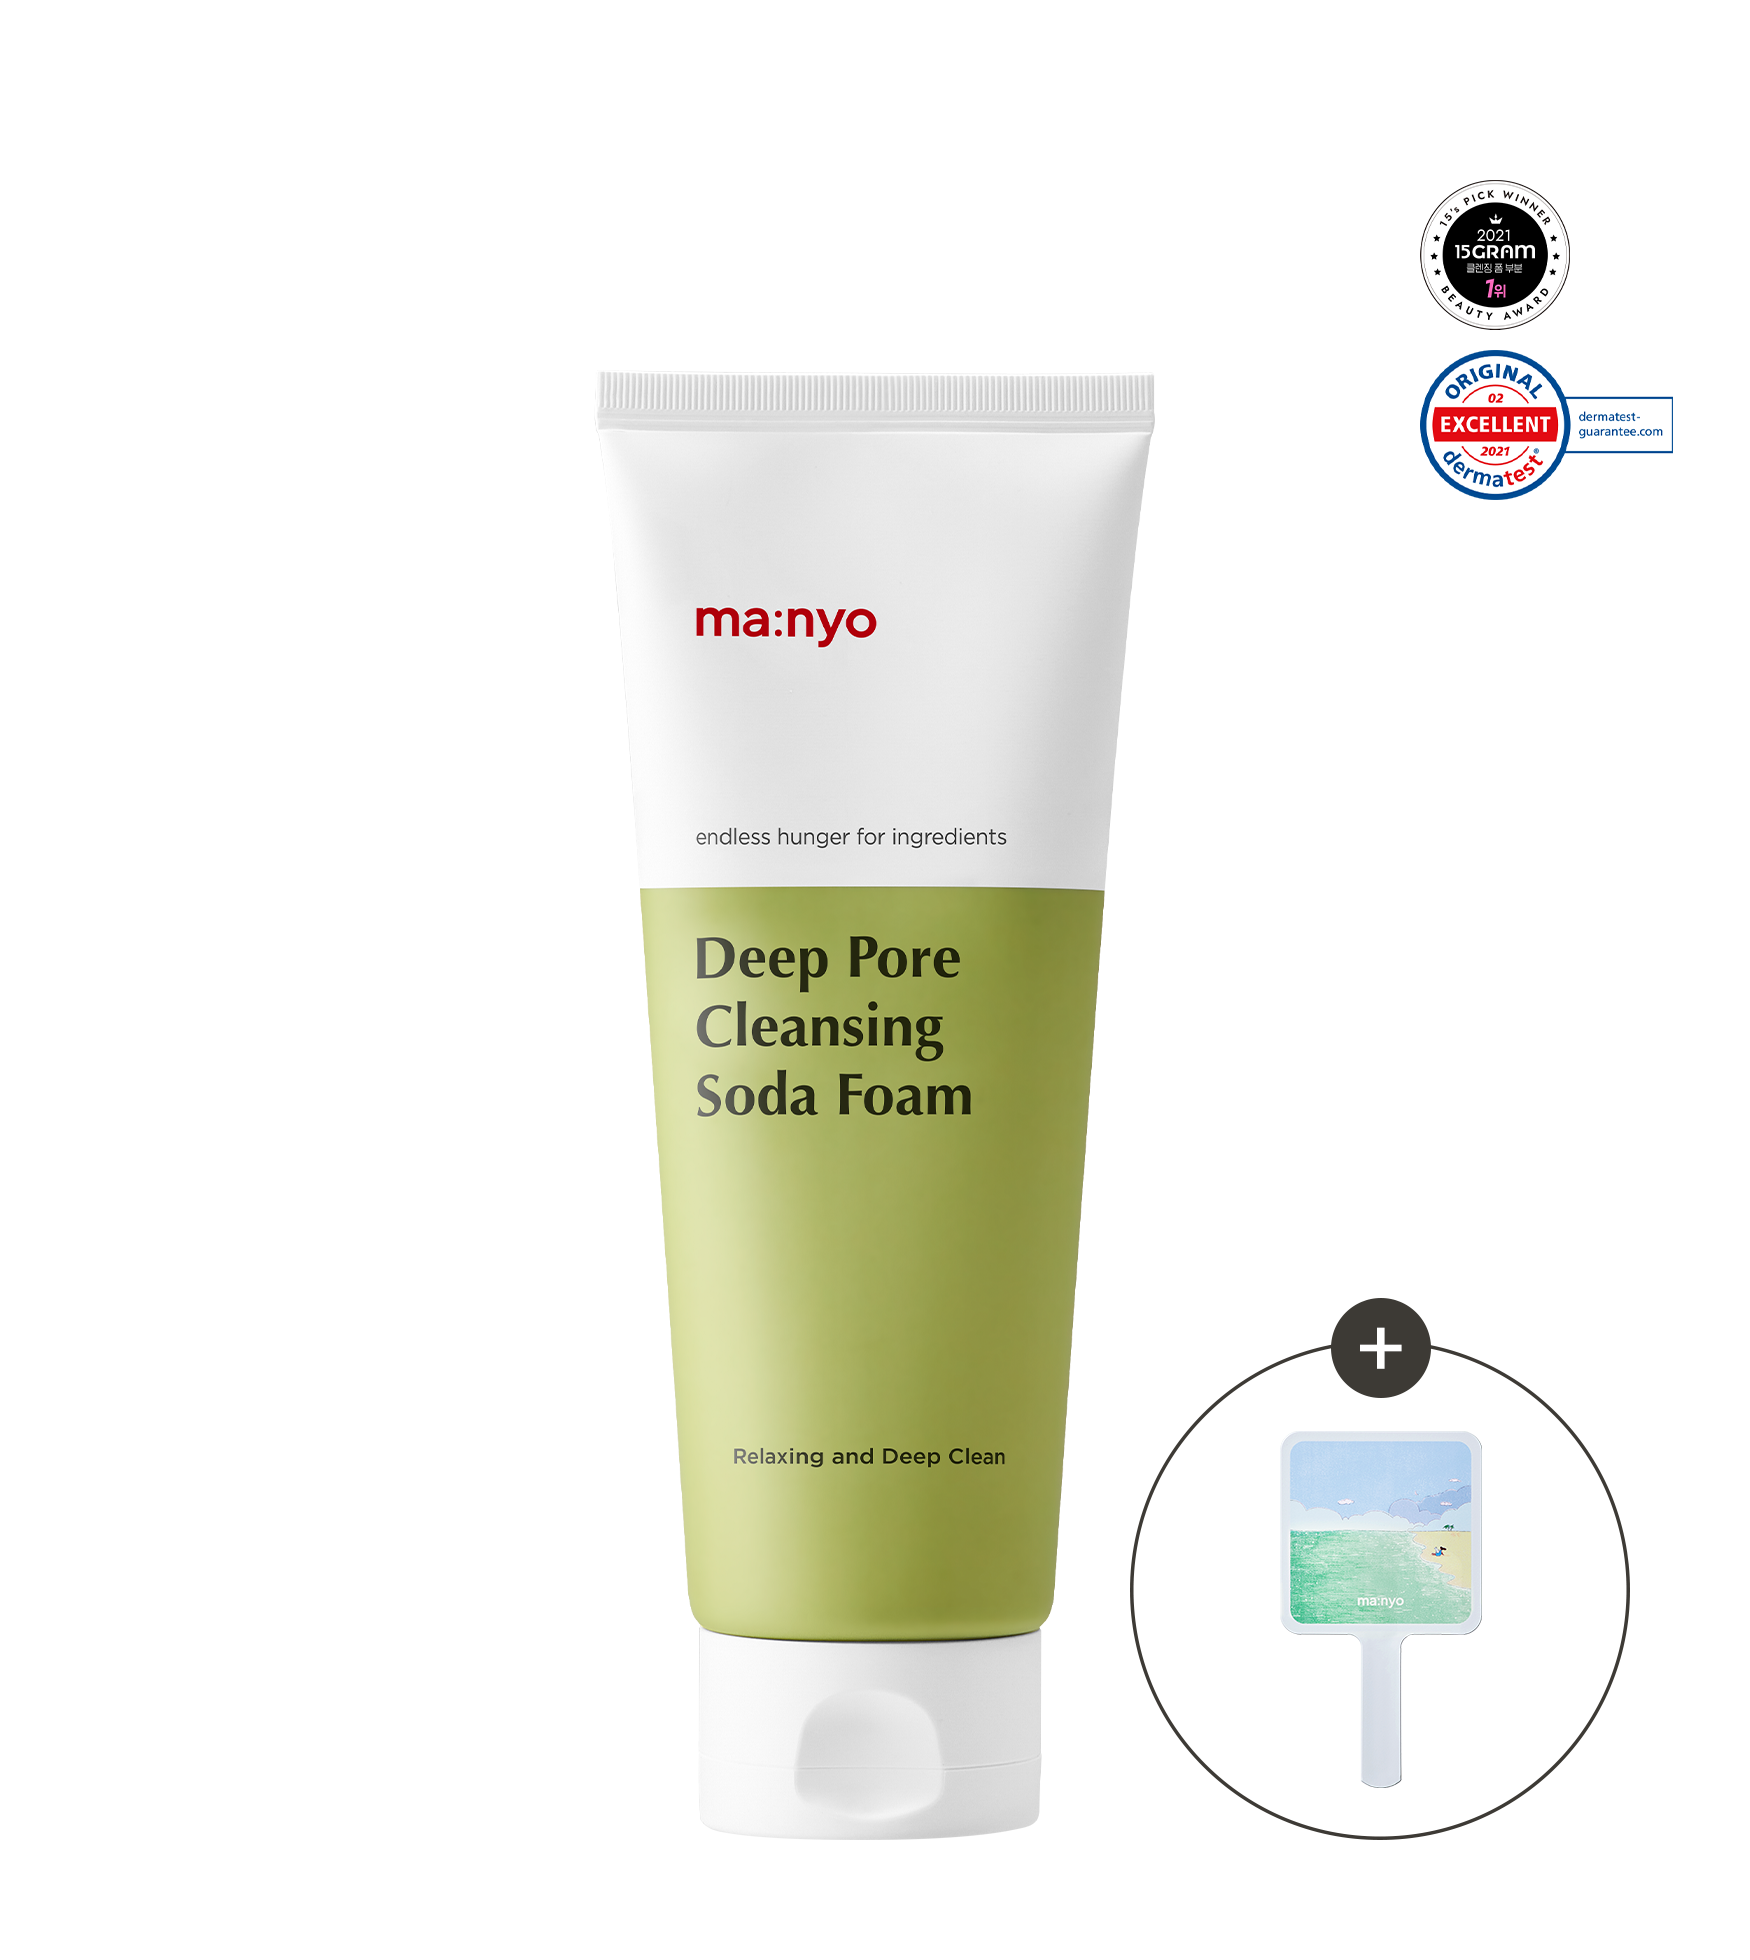 15's PICK WINNER
2021
15GRAM
클렌징 폼 부분
1위
BEAUTY AWARD
ORIGINAL
02
EXCELLENT
2021
dermatest®
dermatest-
guarantee.com
ma:nyo
endless hunger for ingredients
Deep Pore
Cleansing
Soda Foam
Relaxing and Deep Clean
+
ma:nyo